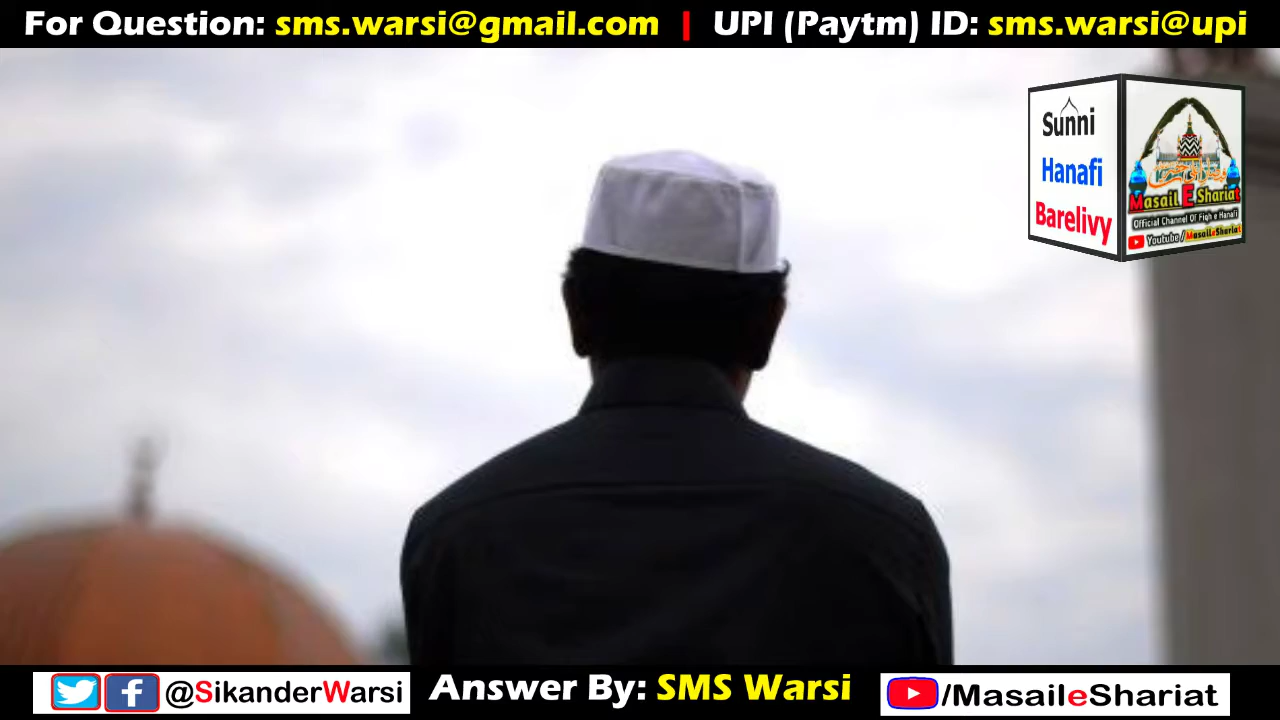 For Question: sms.warsi@gmail.com | UPI (Paytm) ID: sms.warsi@upi
Sunni
Hanafi
Barelivy
Masail E Shariat
Official Channel Of Fiqh e Hanafi
Youtube/MasaileShariat
@SikanderWarsi
Answer By: SMS Warsi
/MasaileShariat